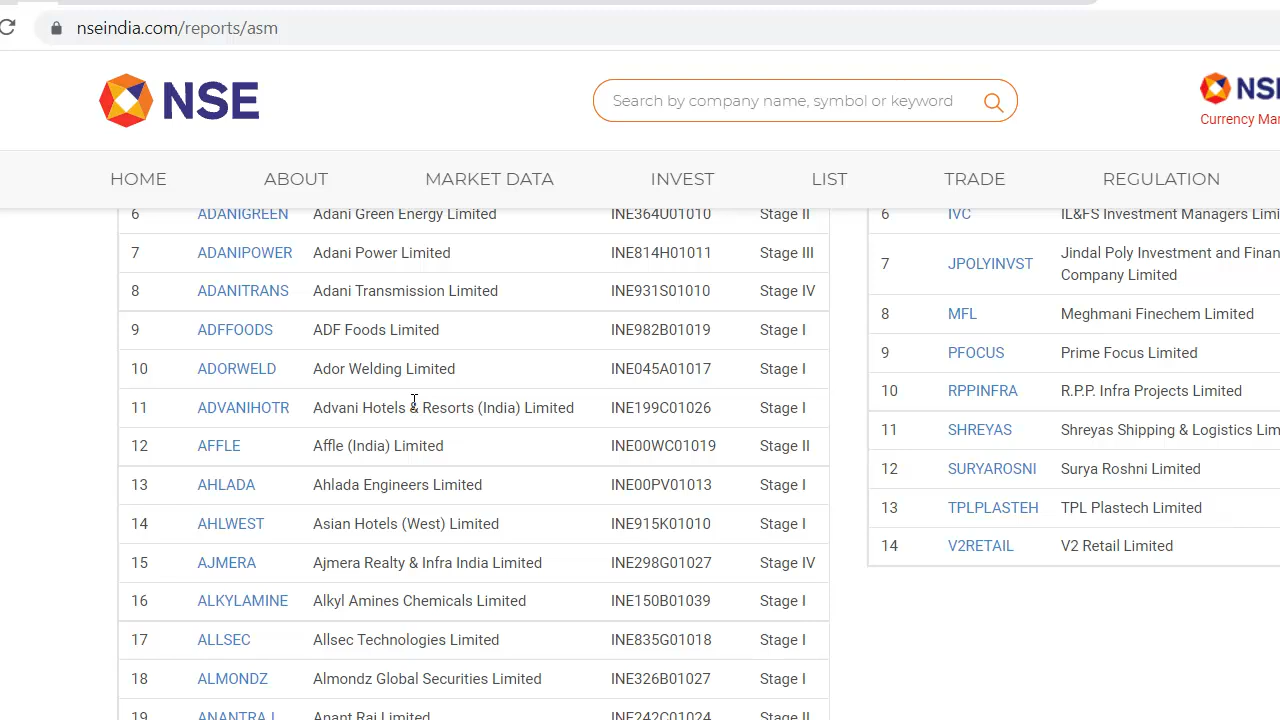 nseindia.com/reports/asm
NSE
Search by company name, symbol or keyword
NSE
Currency Mar
HOME ABOUT MARKET DATA INVEST LIST TRADE REGULATION
6 ADANIGREEN Adani Green Energy Limited INE364U01010 Stage II
7 ADANIPOWER Adani Power Limited INE814H01011 Stage III
8 ADANITRANS Adani Transmission Limited INE931S01010 Stage IV
9 ADFFOODS ADF Foods Limited INE982B01019 Stage I
10 ADORWELD Ador Welding Limited INE045A01017 Stage I
11 ADVANIHOTR Advani Hotels & Resorts (India) Limited INE199C01026 Stage I
12 AFFLE Affle (India) Limited INE00WC01019 Stage II
13 AHLADA Ahlada Engineers Limited INE00PV01013 Stage I
14 AHLWEST Asian Hotels (West) Limited INE915K01010 Stage I
15 AJMERA Ajmera Realty & Infra India Limited INE298G01027 Stage IV
16 ALKYLAMINE Alkyl Amines Chemicals Limited INE150B01039 Stage I
17 ALLSEC Allsec Technologies Limited INE835G01018 Stage I
18 ALMONDZ Almondz Global Securities Limited INE326B01027 Stage I
19 ANANTRAJ Anant Raj Limited INE242C01024 Stage II
6 IVC IL&FS Investment Managers Limi
7 JPOLYINVST Jindal Poly Investment and Finan
Company Limited
8 MFL Meghmani Finechem Limited
9 PFOCUS Prime Focus Limited
10 RPPINFRA R.P.P. Infra Projects Limited
11 SHREYAS Shreyas Shipping & Logistics Lim
12 SURYAROSNI Surya Roshni Limited
13 TPLPLASTEH TPL Plastech Limited
14 V2RETAIL V2 Retail Limited